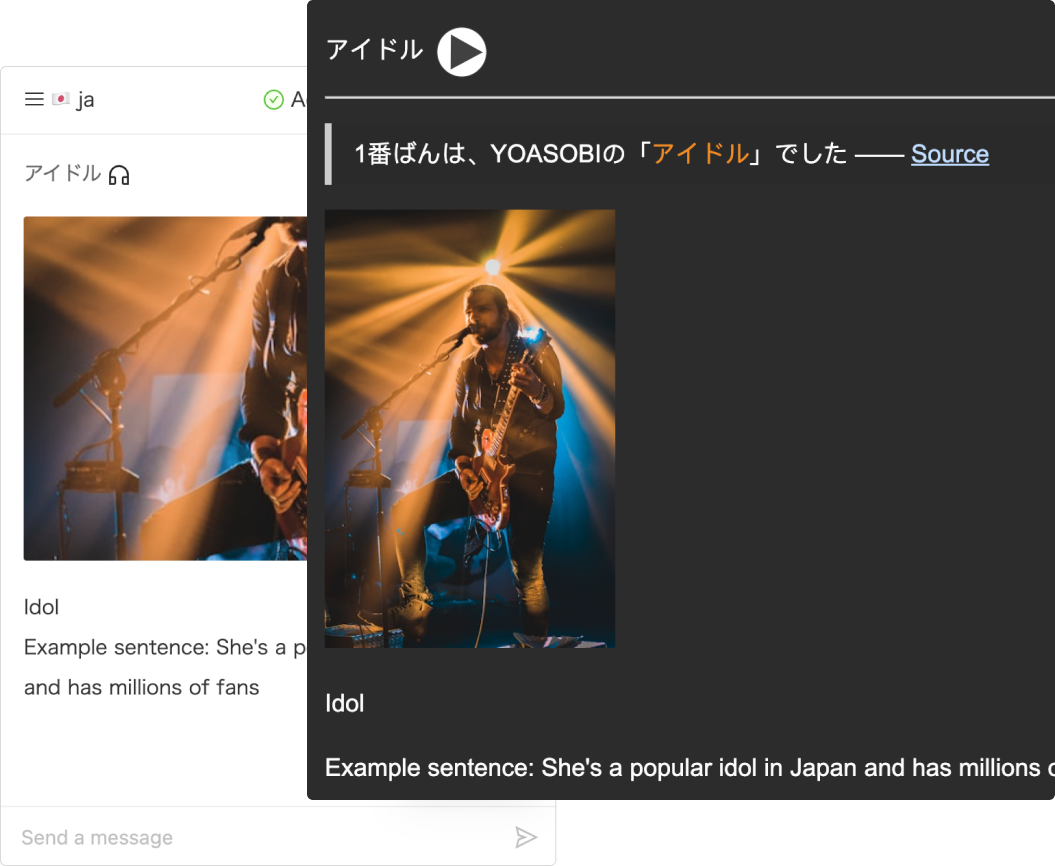 ja
A
アイドル
Idol
Example sentence: She's a p
and has millions of fans
Send a message
アイドル
1番ばんは、YOASOBIの「アイドル」でした —— Source
Idol
Example sentence: She's a popular idol in Japan and has millions